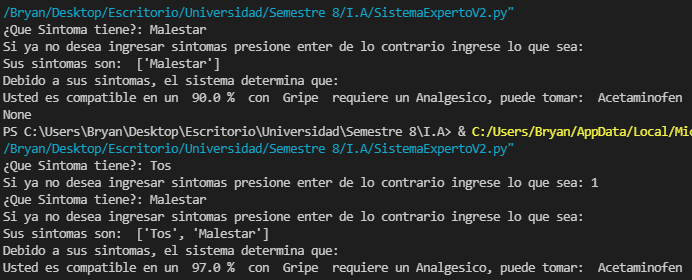 /Bryan/Desktop/Escritorio/Universidad/Semestre 8/I.A/SistemaExpertoV2.py"
¿Que Sintoma tiene?: Malestar
Si ya no desea ingresar sintomas presione enter de lo contrario ingrese lo que sea:
Sus sintomas son:  ['Malestar']
Debido a sus sintomas, el sistema determina que:
Usted es compatible en un  90.0 %  con  Gripe  requiere un Analgesico, puede tomar:  Acetaminofen
None
PS C:\Users\Bryan\Desktop\Escritorio\Universidad\Semestre 8\I.A> & C:/Users/Bryan/AppData/Local/Mic
/Bryan/Desktop/Escritorio/Universidad/Semestre 8/I.A/SistemaExpertoV2.py"
¿Que Sintoma tiene?: Tos
Si ya no desea ingresar sintomas presione enter de lo contrario ingrese lo que sea: 1
¿Que Sintoma tiene?: Malestar
Si ya no desea ingresar sintomas presione enter de lo contrario ingrese lo que sea:
Sus sintomas son:  ['Tos', 'Malestar']
Debido a sus sintomas, el sistema determina que:
Usted es compatible en un  97.0 %  con  Gripe  requiere un Analgesico, puede tomar:  Acetaminofen